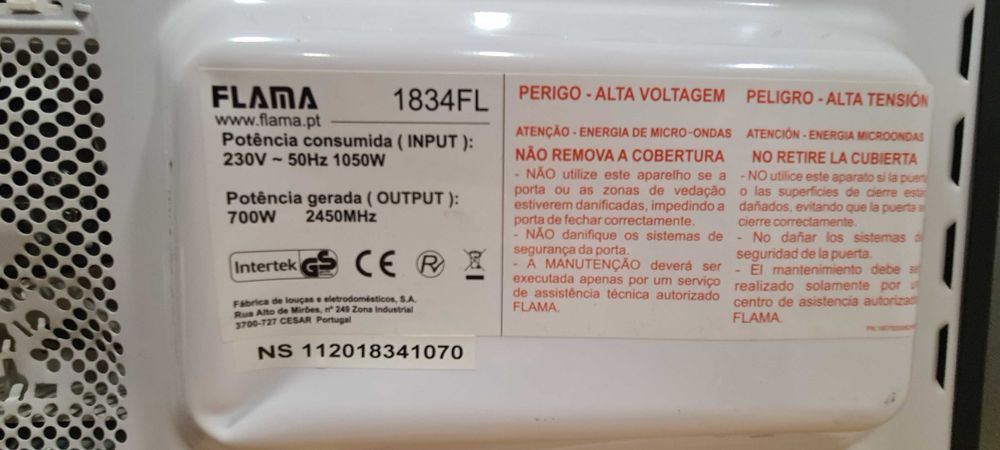 FLAMA 1834FL
www.flama.pt
Potência consumida ( INPUT ):
230V ~ 50Hz 1050W
Potência gerada ( OUTPUT ):
700W 2450MHz
Intertek GS CE R
Fábrica de louças e eletrodomésticos, S.A.
Rua Alto de Mirões, nº 249 Zona Industrial
3700-727 CESAR Portugal
NS 112018341070
PERIGO - ALTA VOLTAGEM
ATENÇÃO - ENERGIA DE MICRO-ONDAS
NÃO REMOVA A COBERTURA
- NÃO utilize este aparelho se a
porta ou as zonas de vedação
estiverem danificadas, impedindo a
porta de fechar correctamente.
- NÃO danifique os sistemas de
segurança da porta.
- A MANUTENÇÃO deverá ser
executada apenas por um serviço
de assistência técnica autorizado
FLAMA.
PELIGRO - ALTA TENSIÓN
ATENCIÓN - ENERGIA MICROONDAS
NO RETIRE LA CUBIERTA
- NO utilice este aparato si la puerta
o las superficies de cierre están
dañados, evitando que la puerta se
cierre correctamente.
- No dañar los sistemas de
seguridad de la puerta.
- El mantenimiento debe ser
realizado solamente por un
centro de asistencia autorizado
FLAMA.